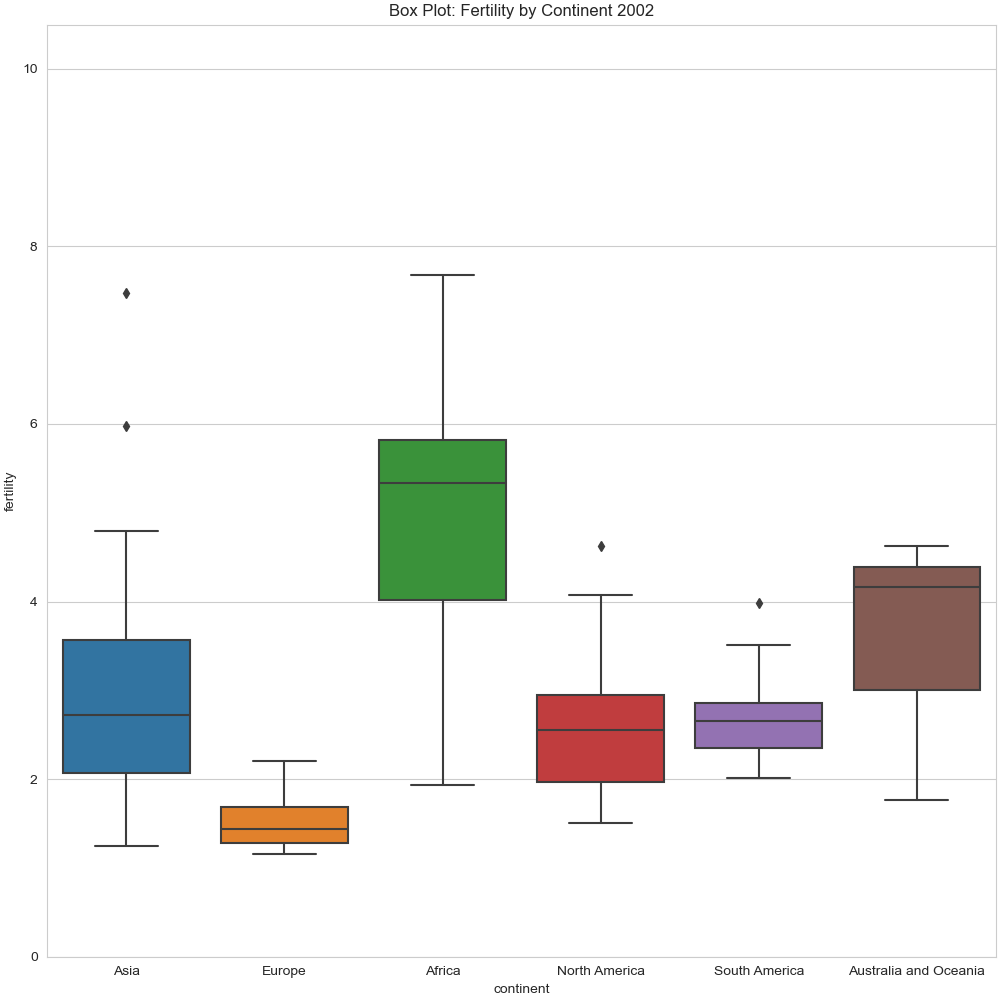 Box Plot: Fertility by Continent 2002
10
8
6
4
2
0
fertility
Asia Europe Africa North America South America Australia and Oceania
continent